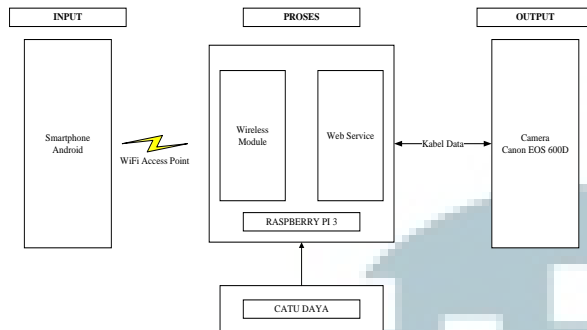 INPUT
PROSES
OUTPUT
Smartphone
Android
WiFi Access Point
Wireless
Module
Web Service
RASPBERRY PI 3
Kabel Data
Camera
Canon EOS 600D
CATU DAYA